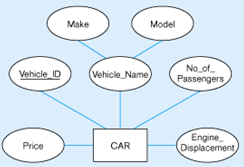 Make
Model
Vehicle_ID
Vehicle_Name
No_of_
Passengers
Price
CAR
Engine_
Displacement